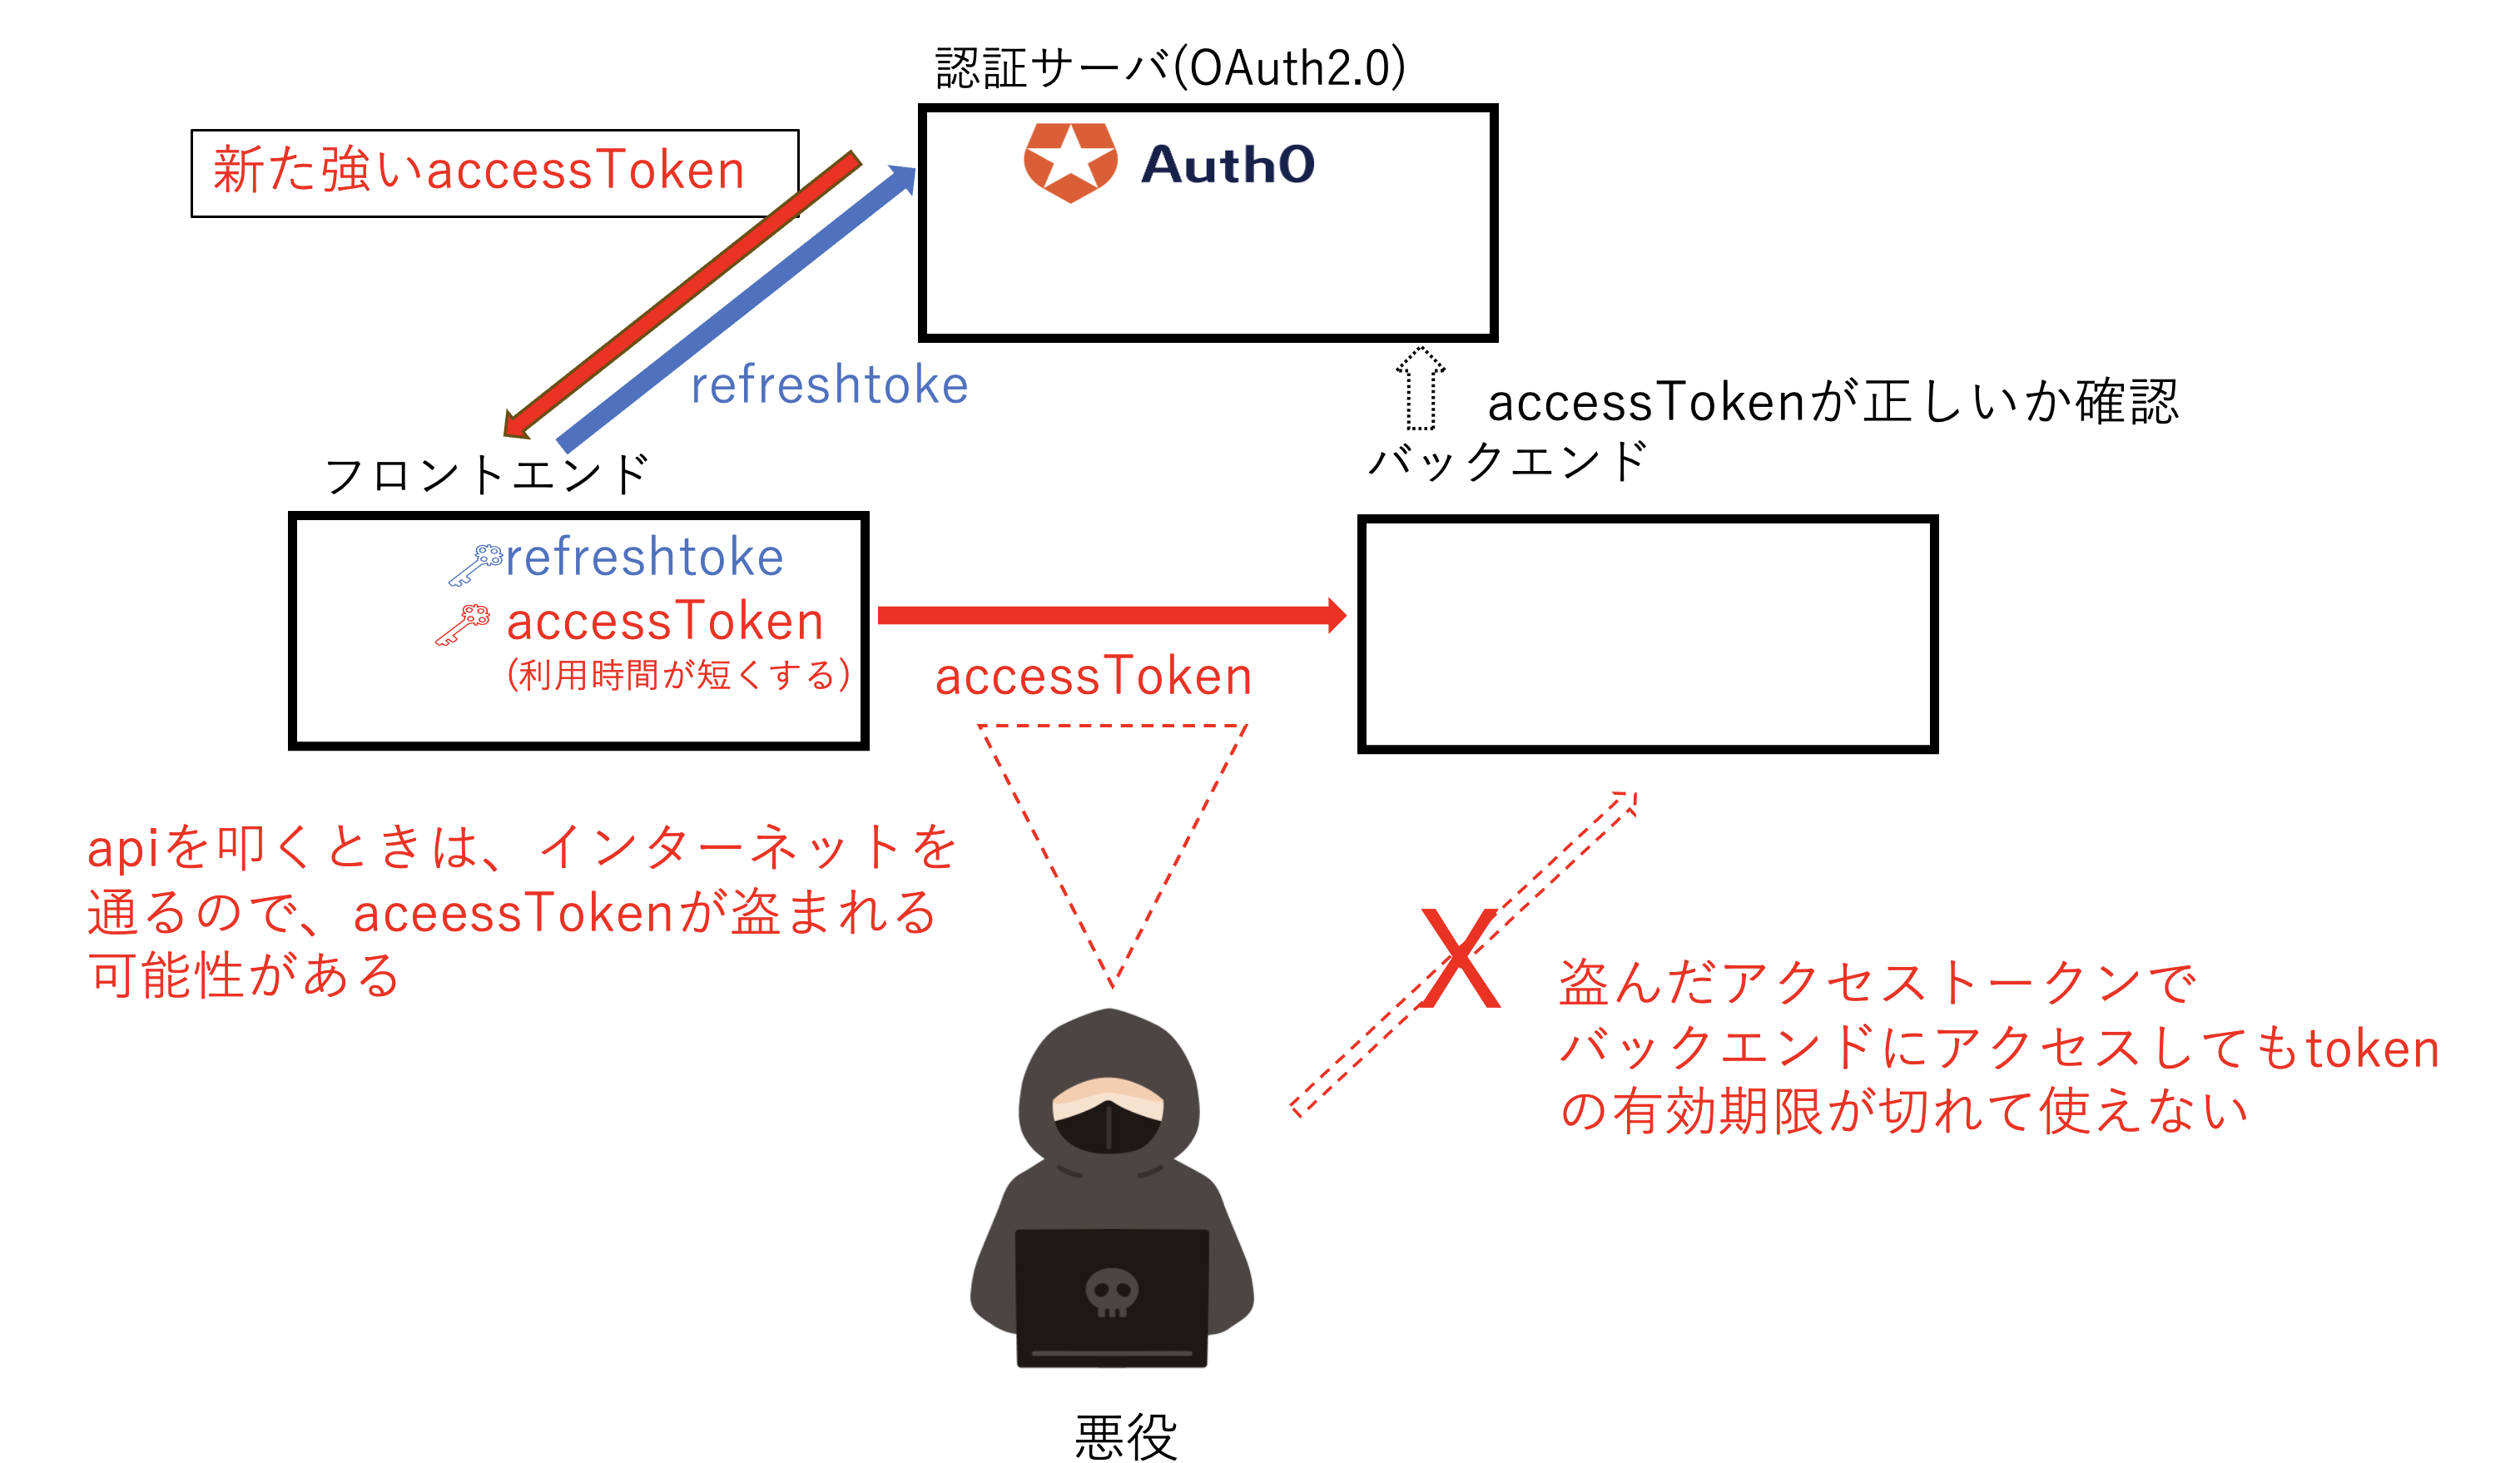 認証サーバ(OAuth2.0)
Auth0
新た強いaccessToken
refreshtoke
accessTokenが正しいか確認
フロントエンド
バックエンド
refreshtoke
accessToken
(利用時間が短くする)
accessToken
apiを叩くときは、インターネットを
通るので、aceessTokenが盗まれる
可能性がある
X
盗んだアクセストークンで
バックエンドにアクセスしてもtoken
の有効期限が切れて使えない
悪役